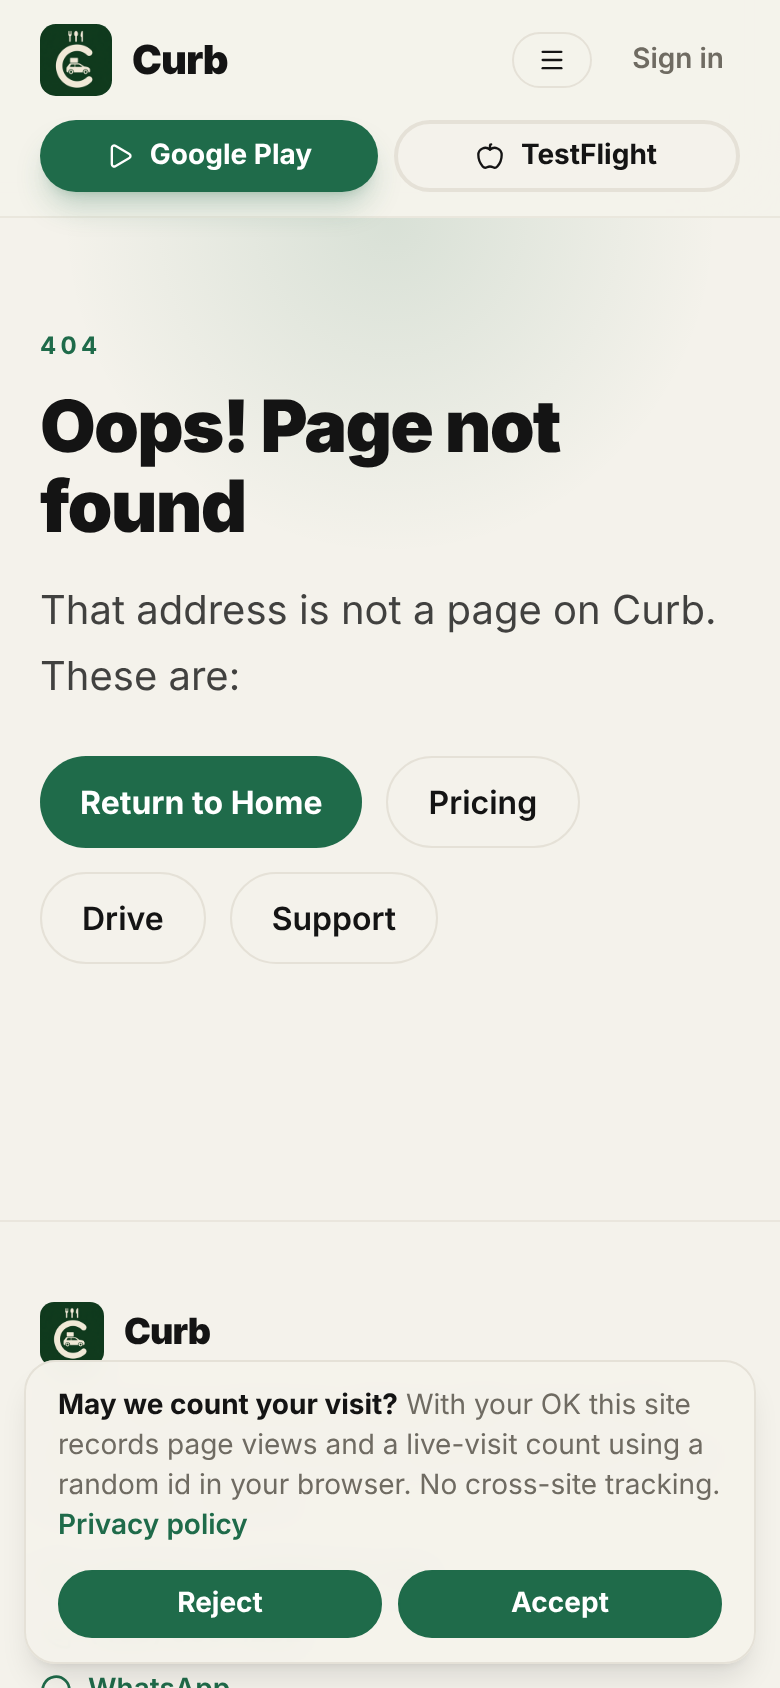 Curb
Sign in
Google Play
TestFlight
404
Oops! Page not
found
That address is not a page on Curb.
These are:
Return to Home
Pricing
Drive
Support
Curb
May we count your visit? With your OK this site
records page views and a live-visit count using a
random id in your browser. No cross-site tracking.
Privacy policy
Reject
Accept
WhatsApp